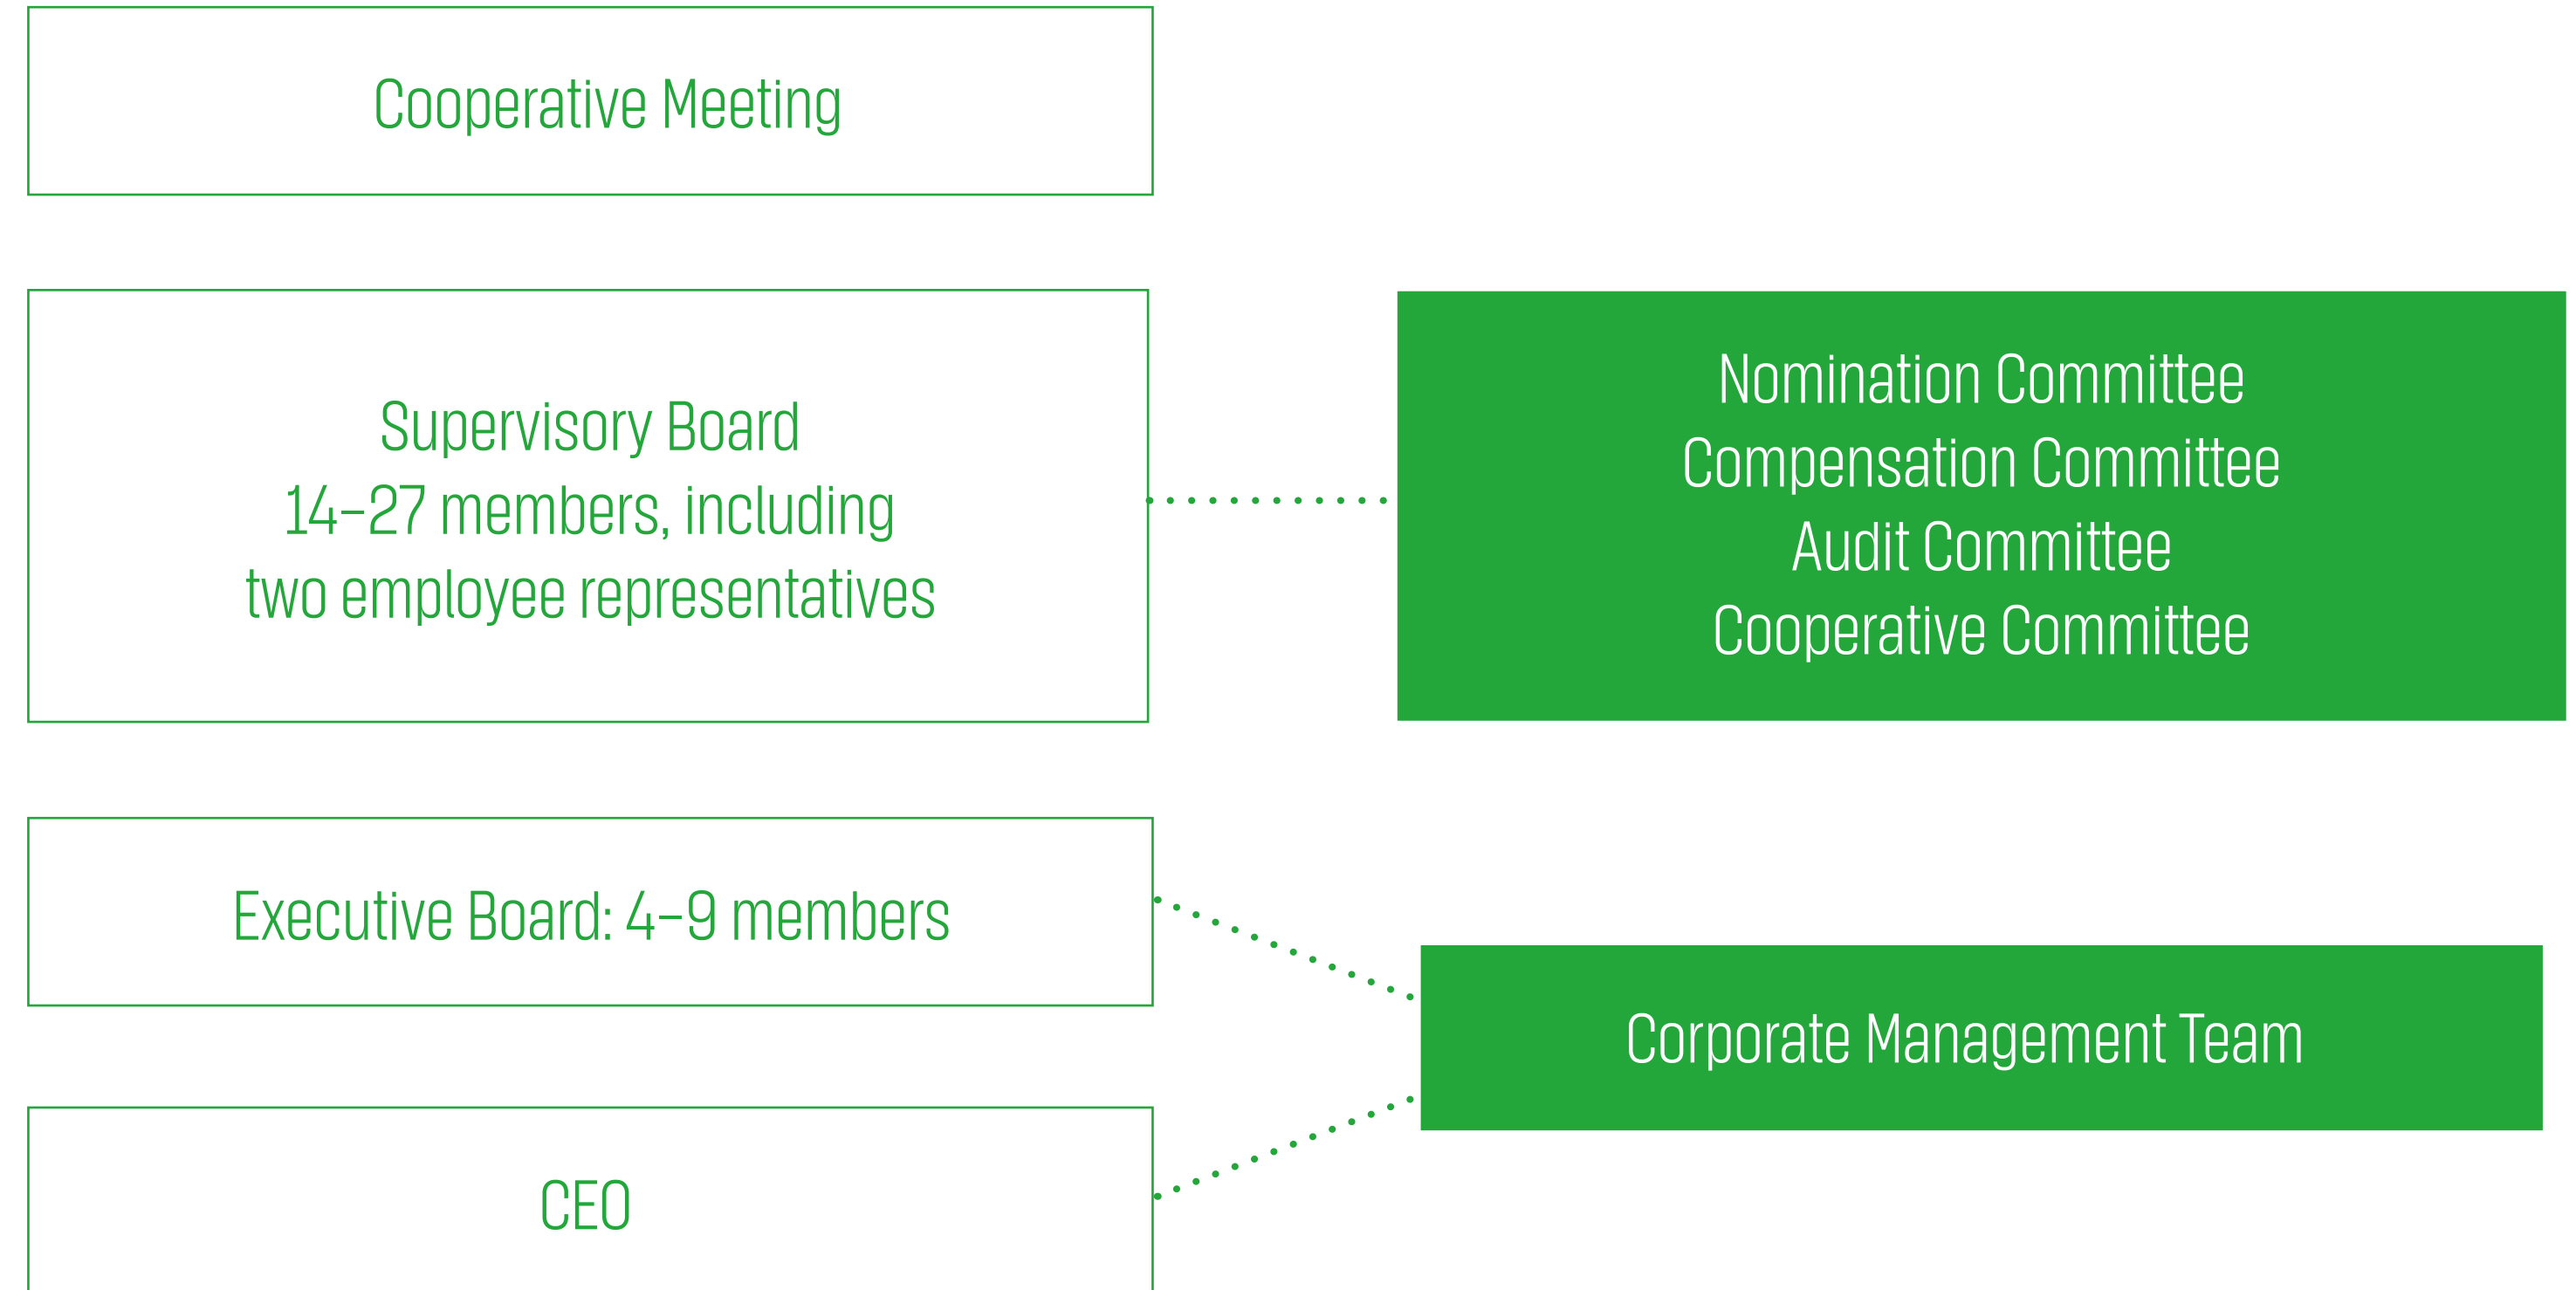 Cooperative Meeting
Supervisory Board
14–27 members, including
two employee representatives
Nomination Committee
Compensation Committee
Audit Committee
Cooperative Committee
Executive Board: 4–9 members
Corporate Management Team
CEO